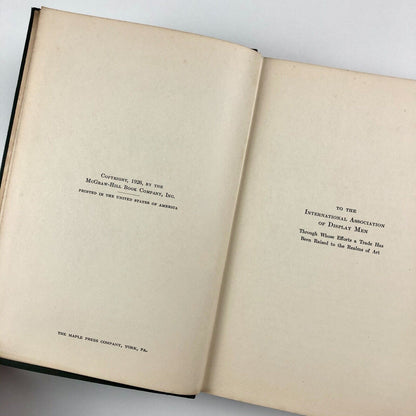 COPYRIGHT, 1928, BY THE
MCGRAW-HILL BOOK COMPANY, INC.
PRINTED IN THE UNITED STATES OF AMERICA
THE MAPLE PRESS COMPANY, YORK, PA.
TO THE
INTERNATIONAL ASSOCIATION
OF DISPLAY MEN
Through Whose Efforts a Trade Has
Been Raised to the Realms of Art